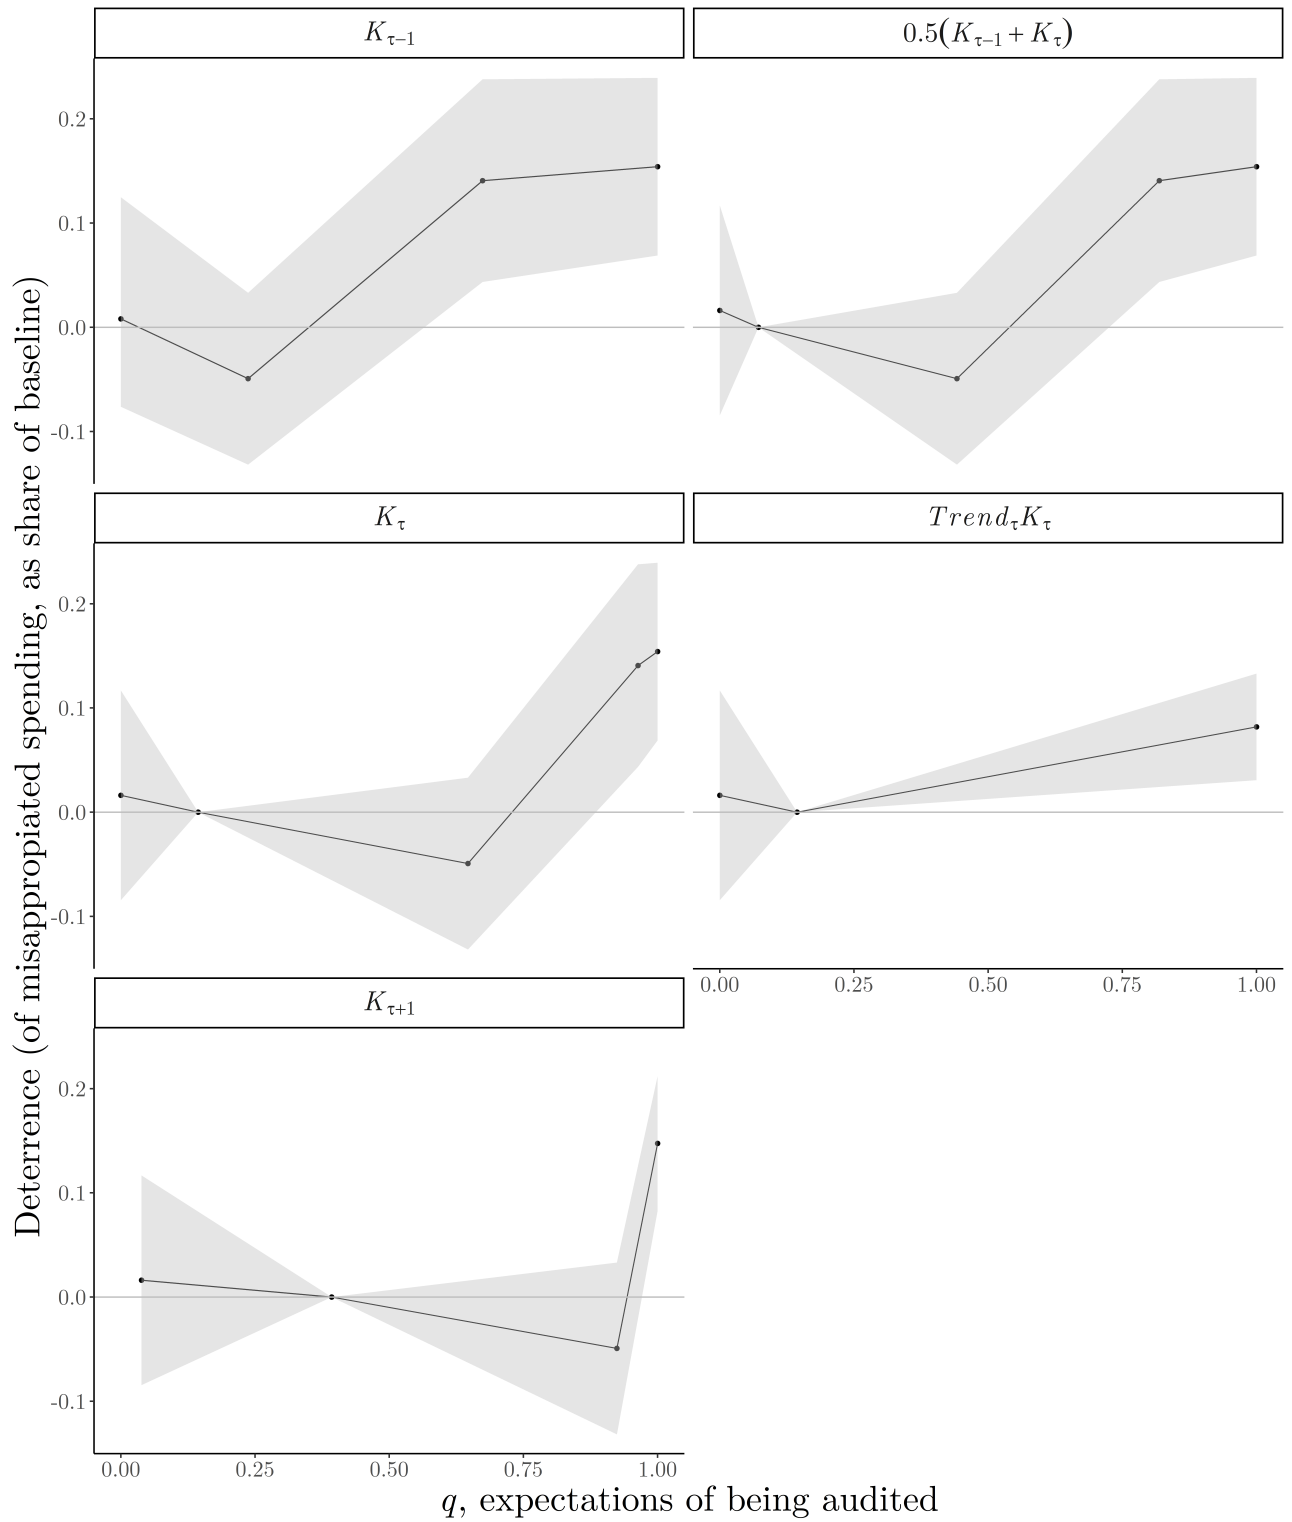 K_{τ−1}
0.5(K_{τ−1} + K_τ)
0.2
0.1
0.0
-0.1
K_τ
Trend_τK_τ
0.2
0.1
0.0
-0.1
0.00 0.25 0.50 0.75 1.00
K_{τ+1}
0.2
0.1
0.0
-0.1
0.00 0.25 0.50 0.75 1.00
Deterrence (of misappropiated spending, as share of baseline)
q, expectations of being audited